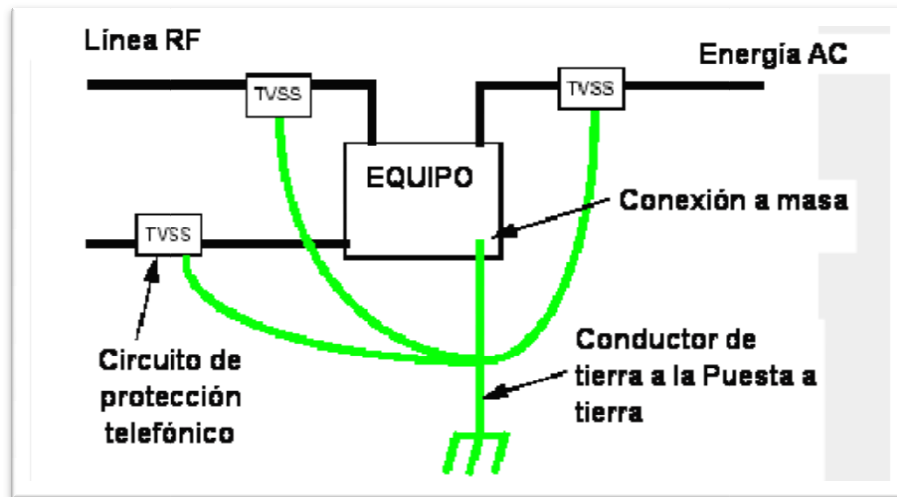 Línea RF
Energía AC
TVSS
TVSS
EQUIPO
Conexión a masa
TVSS
Circuito de
protección
telefónico
Conductor de
tierra a la Puesta a
tierra